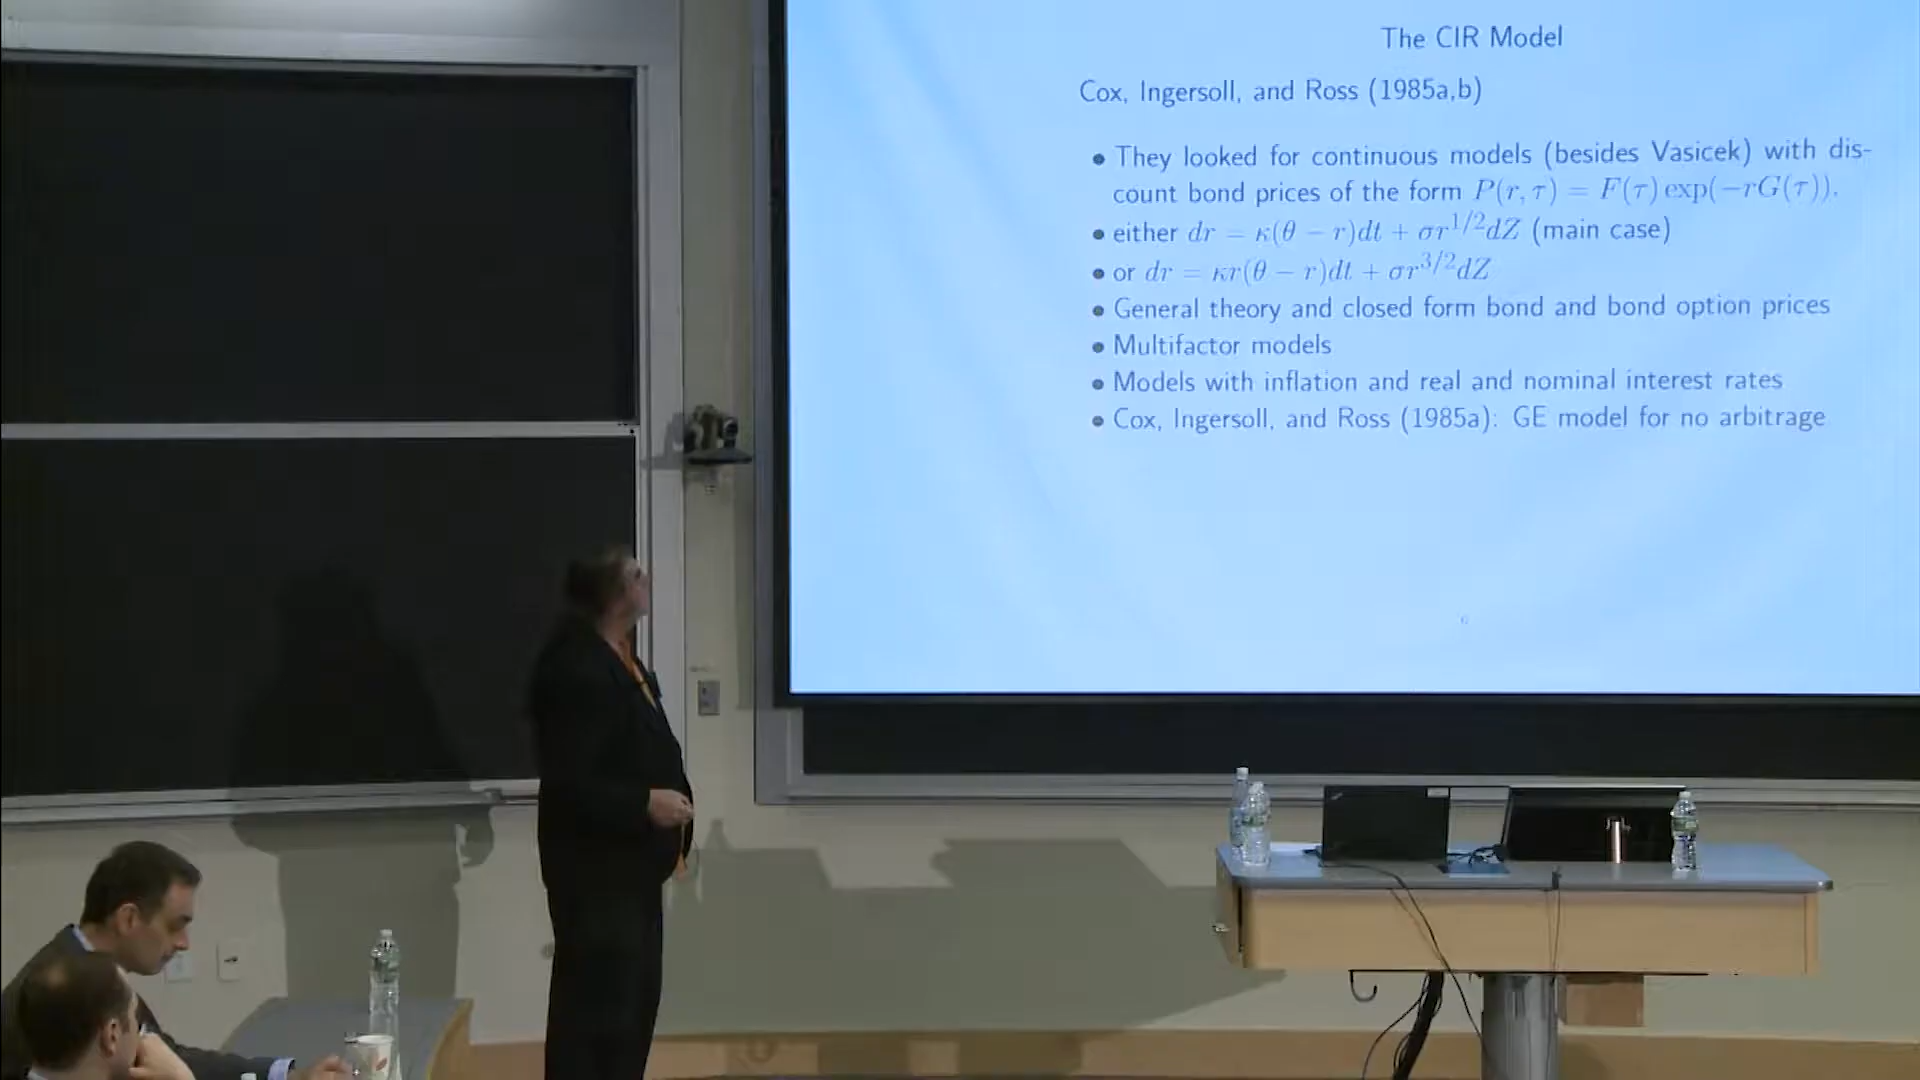 The CIR Model
Cox, Ingersoll, and Ross (1985a,b)
• They looked for continuous models (besides Vasicek) with dis-
count bond prices of the form P(r, τ) = F(τ) exp(−rG(τ)).
• either dr = κ(θ − r)dt + σr^{1/2}dZ (main case)
• or dr = κr(θ − r)dt + σr^{3/2}dZ
• General theory and closed form bond and bond option prices
• Multifactor models
• Models with inflation and real and nominal interest rates
• Cox, Ingersoll, and Ross (1985a): GE model for no arbitrage
6